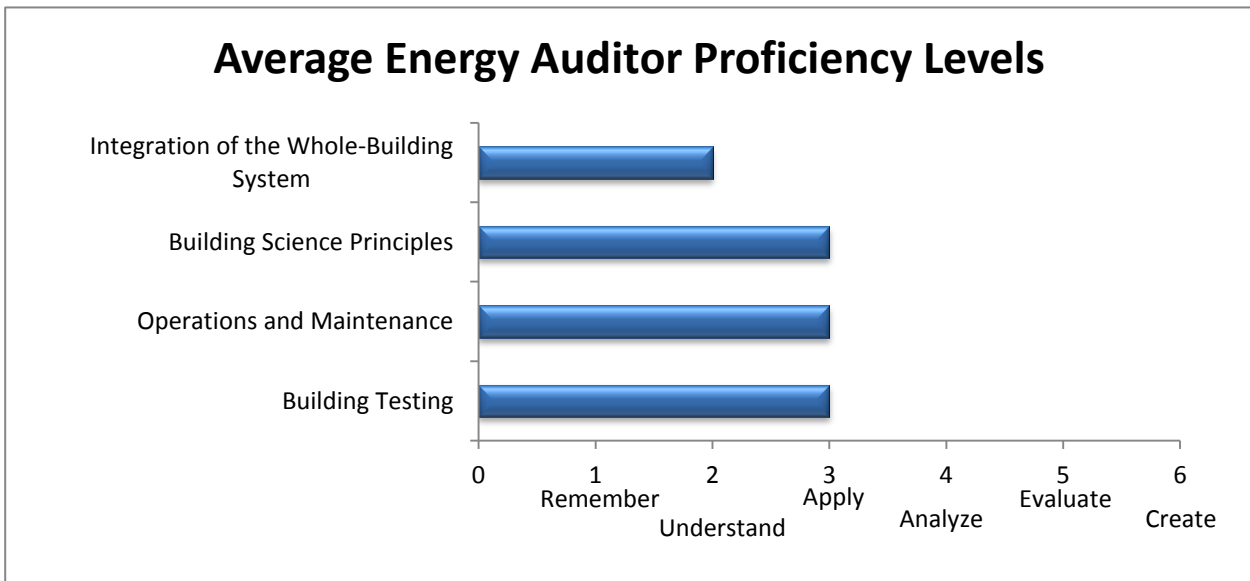 Average Energy Auditor Proficiency Levels
Integration of the Whole-Building
System
Building Science Principles
Operations and Maintenance
Building Testing
0 1 2 3 4 5 6
Remember Understand Apply Analyze Evaluate Create